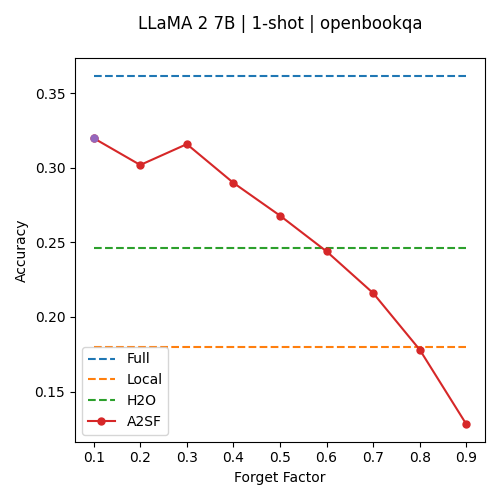 LLaMA 2 7B | 1-shot | openbookqa
0.35
0.30
0.25
0.20
0.15
Accuracy
Full
Local
H2O
A2SF
0.1 0.2 0.3 0.4 0.5 0.6 0.7 0.8 0.9
Forget Factor